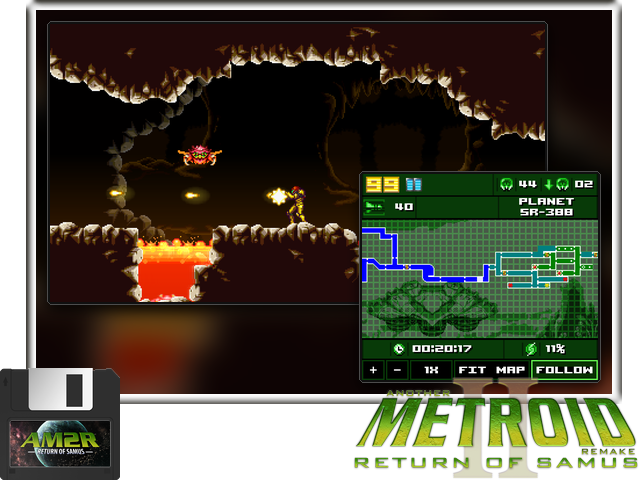 99
44
02
40
PLANET
SR-388
00:20:17
11%
+
-
1X
FIT MAP
FOLLOW
AM2R
RETURN OF SAMUS
ANOTHER
METROID
II
REMAKE
RETURN OF SAMUS